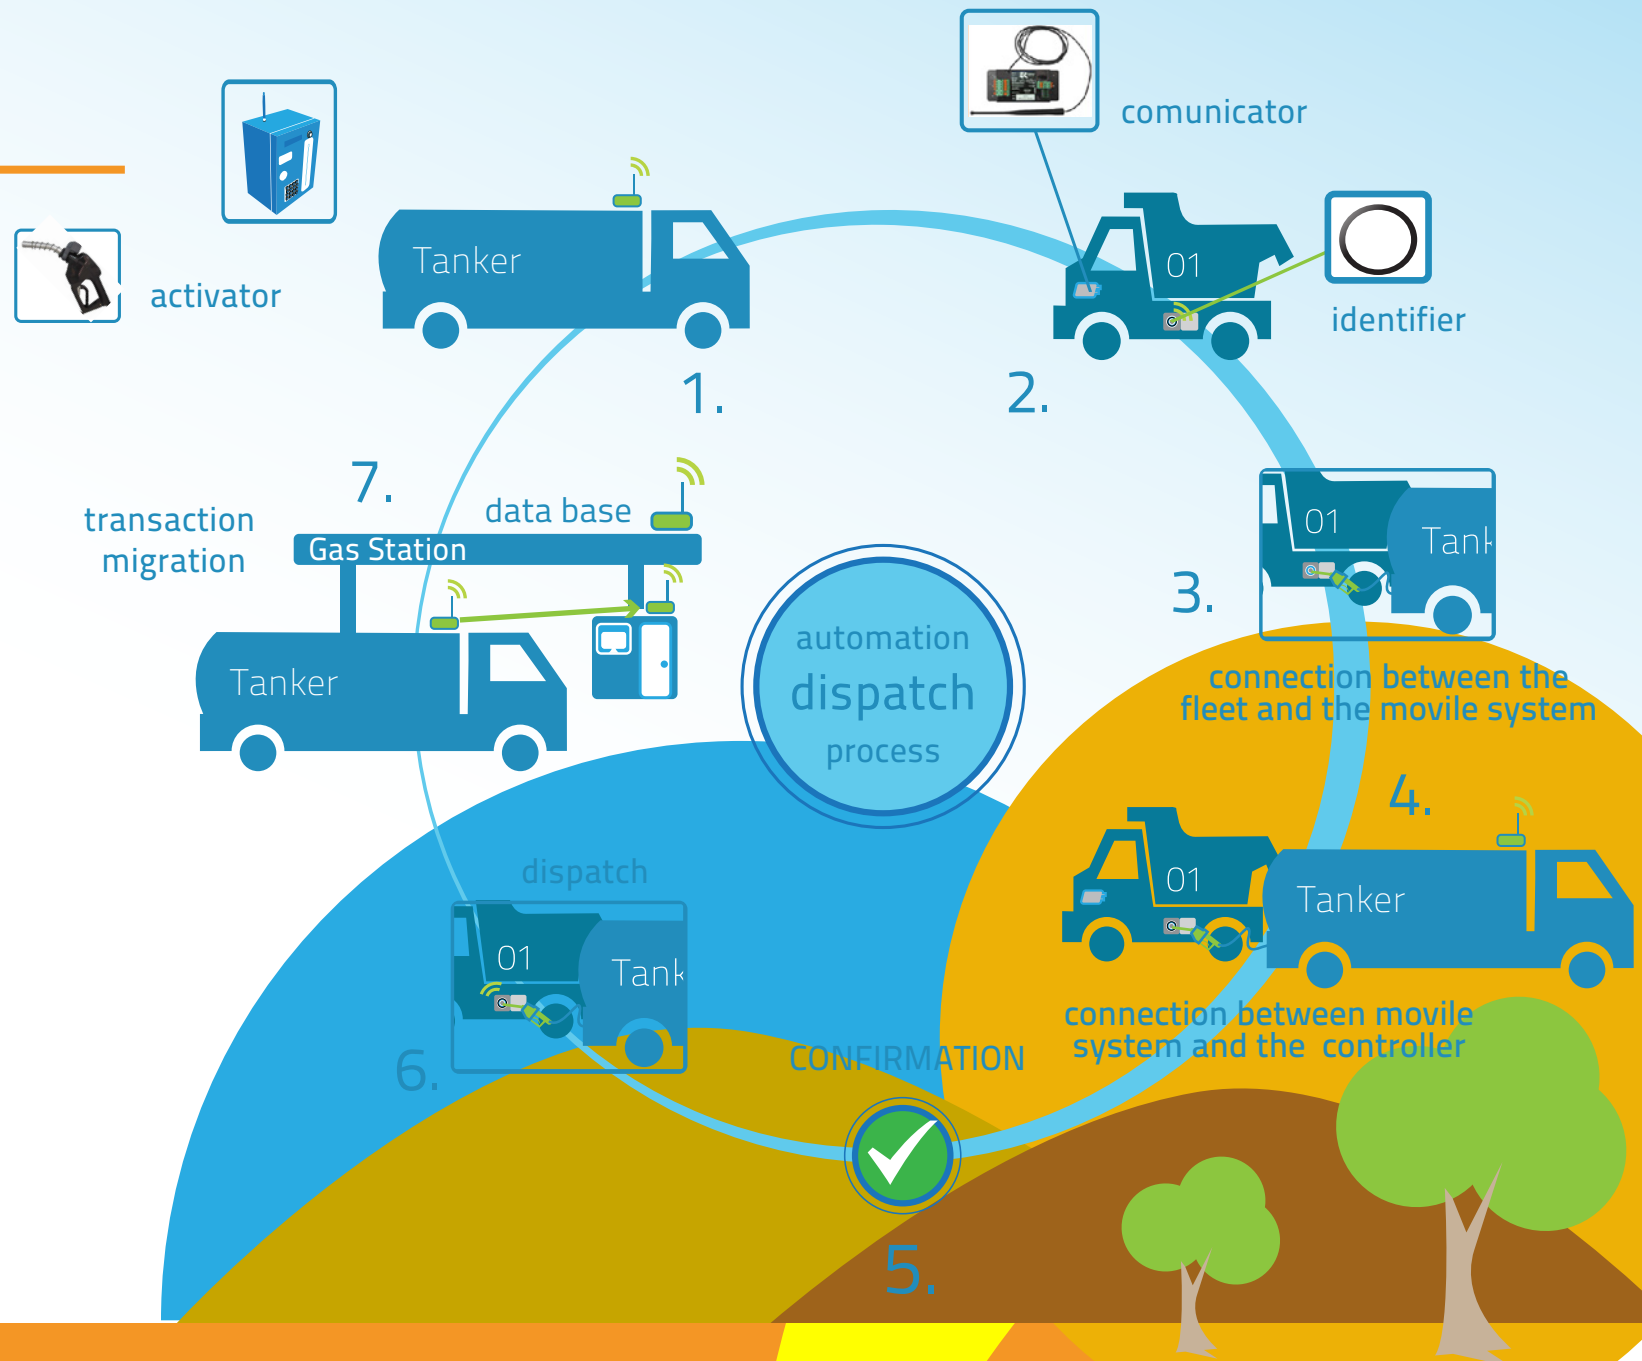 comunicator
activator
Tanker
01
identifier
1.
2.
7.
transaction
migration
data base
Gas Station
Tanker
01
Tank
3.
connection between the
fleet and the movile system
automation
dispatch
process
4.
01
Tanker
connection between movile
system and the controller
dispatch
01
Tank
6.
CONFIRMATION
5.